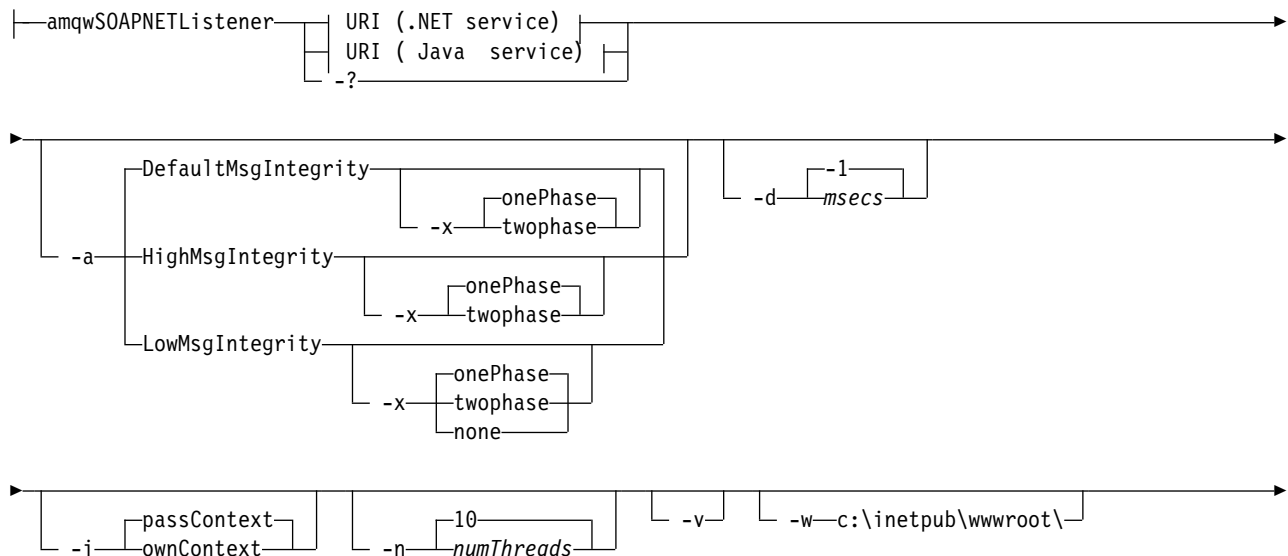 amqwSOAPNETListener URI (.NET service)
URI ( Java service)
-?
DefaultMsgIntegrity -1
onePhase -d msecs
-x twophase
-a HighMsgIntegrity
onePhase
-x twophase
LowMsgIntegrity
onePhase
-x twophase
none
passContext 10 -v -w c:\inetpub\wwwroot\
-i ownContext -n numThreads